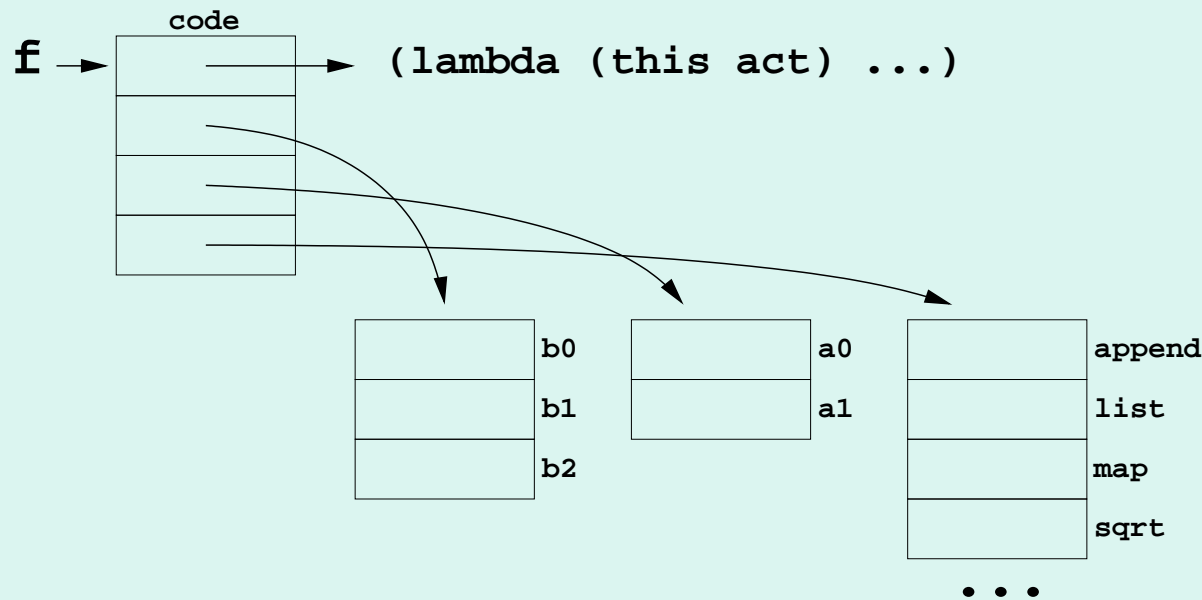 code
f (lambda (this act) ...)
b0 a0 append
b1 a1 list
b2 map
sqrt
...